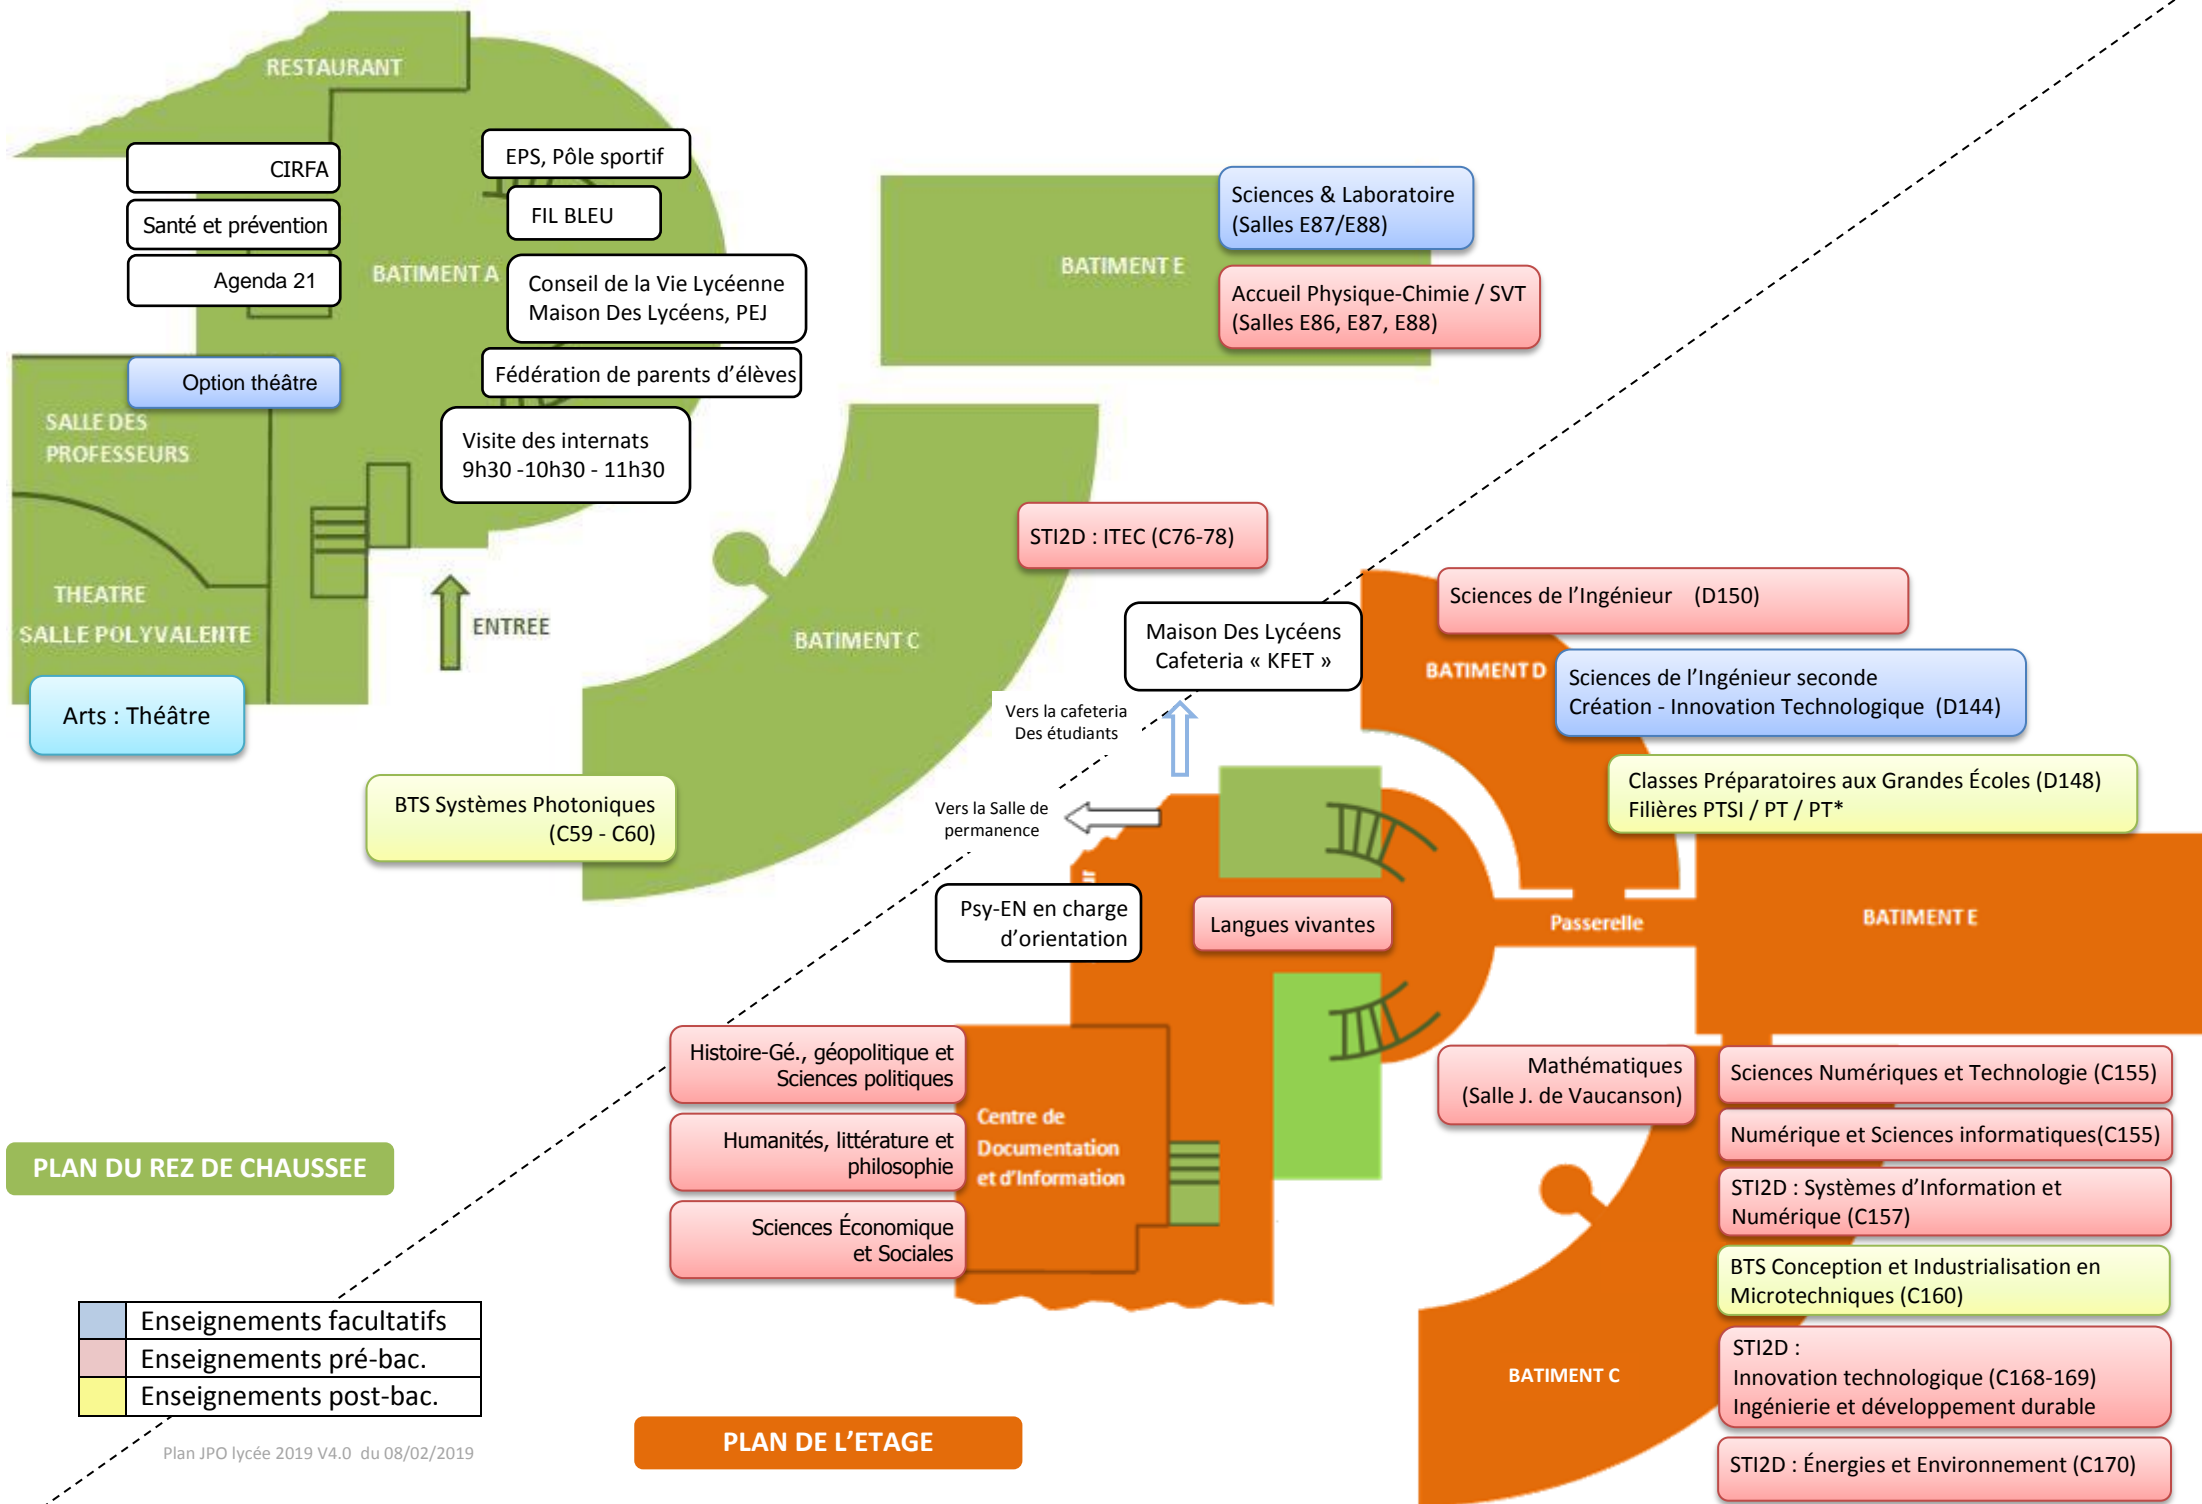 RESTAURANT
CIRFA
Santé et prévention
Agenda 21
EPS, Pôle sportif
FIL BLEU
BATIMENT A
Conseil de la Vie Lycéenne
Maison Des Lycéens, PEJ
Fédération de parents d'élèves
Option théâtre
SALLE DES
PROFESSEURS
Visite des internats
9h30 -10h30 - 11h30
THEATRE
SALLE POLYVALENTE
ENTREE
Arts : Théâtre
BATIMENT E
Sciences & Laboratoire
(Salles E87/E88)
Accueil Physique-Chimie / SVT
(Salles E86, E87, E88)
STI2D : ITEC (C76-78)
BATIMENT C
BTS Systèmes Photoniques
(C59 - C60)
Maison Des Lycéens
Cafeteria « KFET »
Vers la cafeteria
Des étudiants
Vers la Salle de
permanence
Psy-EN en charge
d'orientation
Sciences de l'Ingénieur (D150)
BATIMENT D
Sciences de l'Ingénieur seconde
Création - Innovation Technologique (D144)
Classes Préparatoires aux Grandes Écoles (D148)
Filières PTSI / PT / PT*
Langues vivantes
Passerelle
BATIMENT E
Histoire-Gé., géopolitique et
Sciences politiques
Humanités, littérature et
philosophie
Sciences Économique
et Sociales
Centre de
Documentation
et d'Information
Mathématiques
(Salle J. de Vaucanson)
Sciences Numériques et Technologie (C155)
Numérique et Sciences informatiques(C155)
STI2D : Systèmes d'Information et
Numérique (C157)
BTS Conception et Industrialisation en
Microtechniques (C160)
STI2D :
Innovation technologique (C168-169)
Ingénierie et développement durable
STI2D : Énergies et Environnement (C170)
BATIMENT C
PLAN DU REZ DE CHAUSSEE
Enseignements facultatifs
Enseignements pré-bac.
Enseignements post-bac.
Plan JPO lycée 2019 V4.0 du 08/02/2019
PLAN DE L'ETAGE